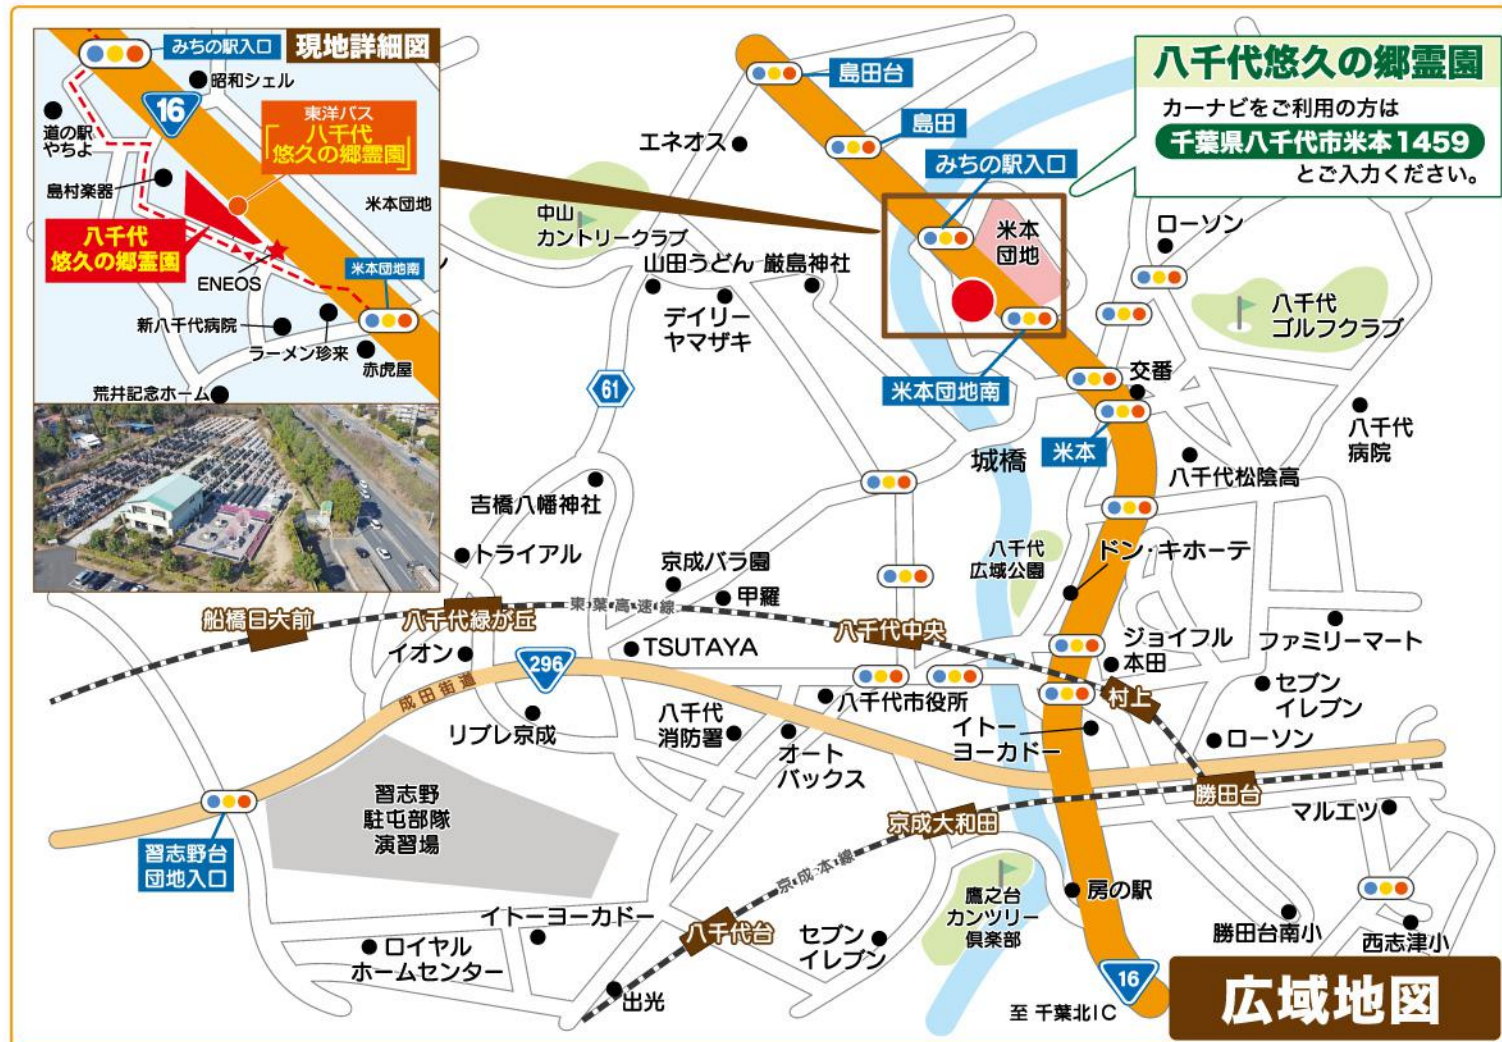 現地詳細図
みちの駅入口
昭和シェル
16
東洋バス
「八千代
悠久の郷霊園」
道の駅
やちよ
島村楽器
米本団地
八千代
悠久の郷霊園
ENEOS
米本団地南
新八千代病院
ラーメン珍来
赤虎屋
荒井記念ホーム
八千代悠久の郷霊園
カーナビをご利用の方は
千葉県八千代市米本1459
とご入力ください。
島田台
島田
エネオス
みちの駅入口
米本
団地
ローソン
中山
カントリークラブ
山田うどん
厳島神社
デイリー
ヤマザキ
八千代
ゴルフクラブ
61
米本団地南
交番
米本
城橋
八千代
病院
八千代松陰高
吉橋八幡神社
トライアル
京成バラ園
甲羅
八千代
広域公園
ドン・キホーテ
船橋日大前
八千代緑が丘
東葉高速線
八千代中央
ジョイフル
本田
ファミリーマート
イオン
296
TSUTAYA
成田街道
村上
セブン
イレブン
リブレ京成
八千代
消防署
八千代市役所
オート
バックス
イトー
ヨーカドー
ローソン
勝田台
マルエツ
習志野
駐屯部隊
演習場
習志野台
団地入口
京成大和田
京成本線
鷹之台
カンツリー
倶楽部
房の駅
イトーヨーカドー
八千代台
セブン
イレブン
ロイヤル
ホームセンター
出光
勝田台南小
西志津小
16
至 千葉北IC
広域地図